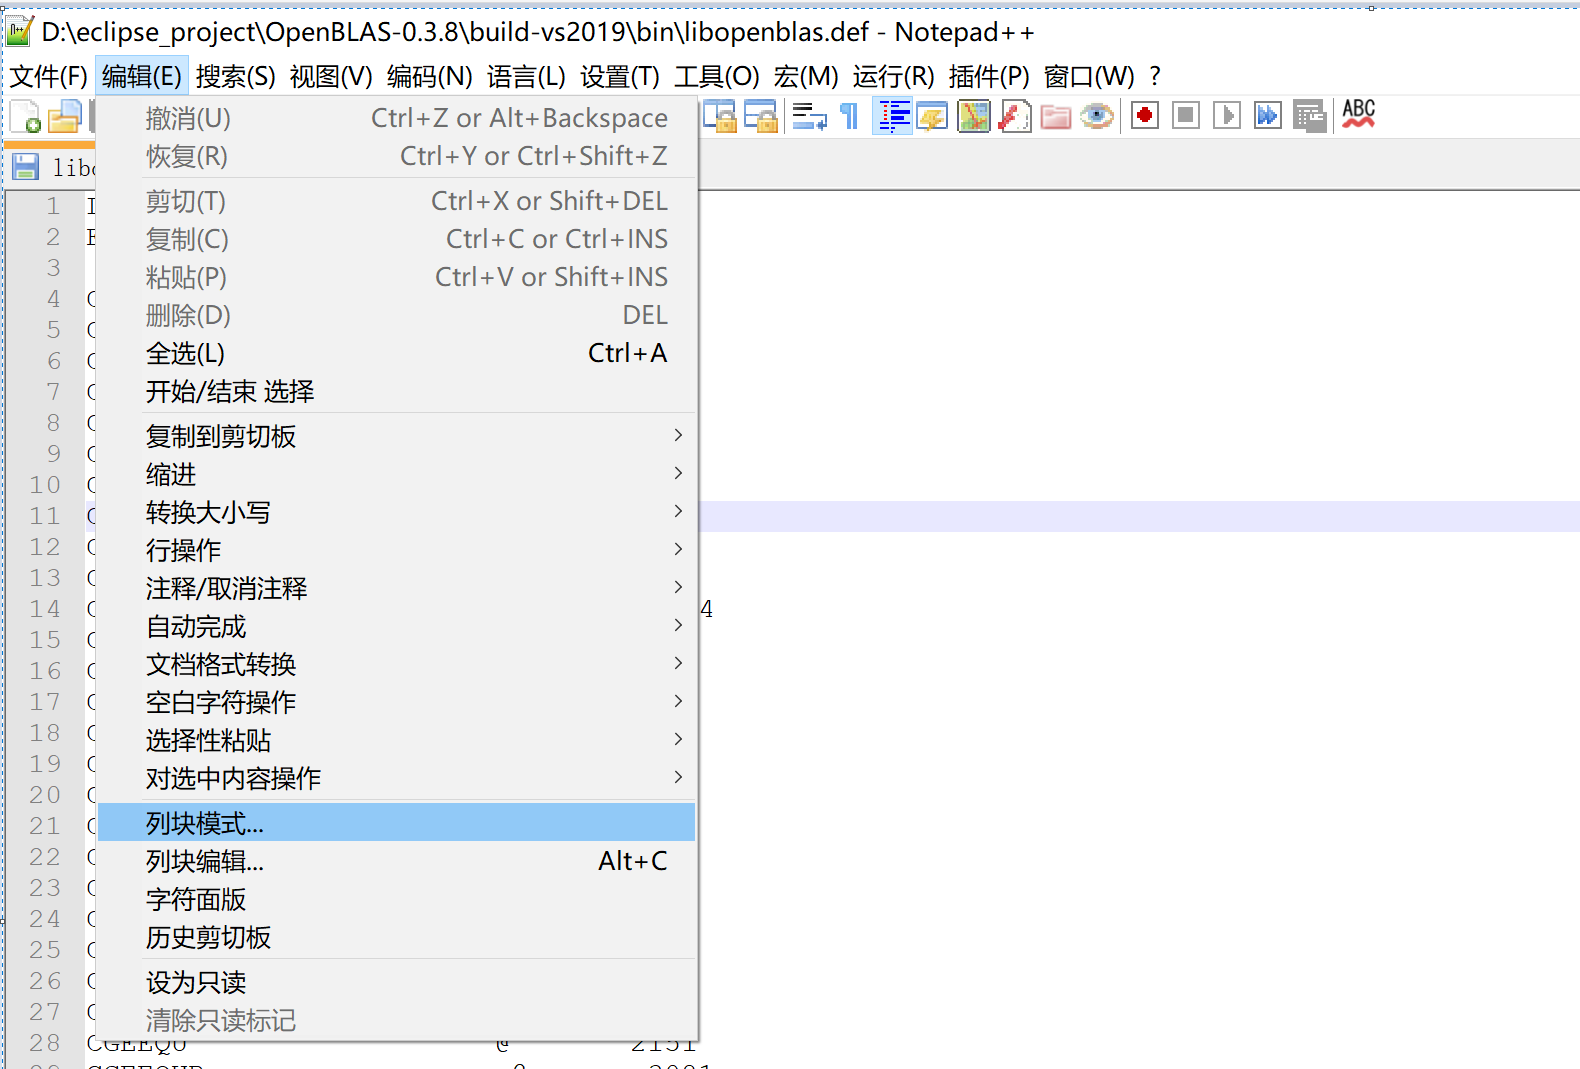 D:\eclipse_project\OpenBLAS-0.3.8\build-vs2019\bin\libopenblas.def - Notepad++
文件(F) 编辑(E) 搜索(S) 视图(V) 编码(N) 语言(L) 设置(T) 工具(O) 宏(M) 运行(R) 插件(P) 窗口(W) ?
ABC
撤消(U) Ctrl+Z or Alt+Backspace
恢复(R) Ctrl+Y or Ctrl+Shift+Z
剪切(T) Ctrl+X or Shift+DEL
复制(C) Ctrl+C or Ctrl+INS
粘贴(P) Ctrl+V or Shift+INS
删除(D) DEL
全选(L) Ctrl+A
开始/结束 选择
复制到剪切板
缩进
转换大小写
行操作
注释/取消注释
自动完成
文档格式转换
空白字符操作
选择性粘贴
对选中内容操作
列块模式...
列块编辑... Alt+C
字符面版
历史剪切板
设为只读
清除只读标记
1
2
3
4
5
6
7
8
9
10
11
12
13
14 4
15
16
17
18
19
20
21
22
23
24
25
26
27
28 CGEEQU @ 2151